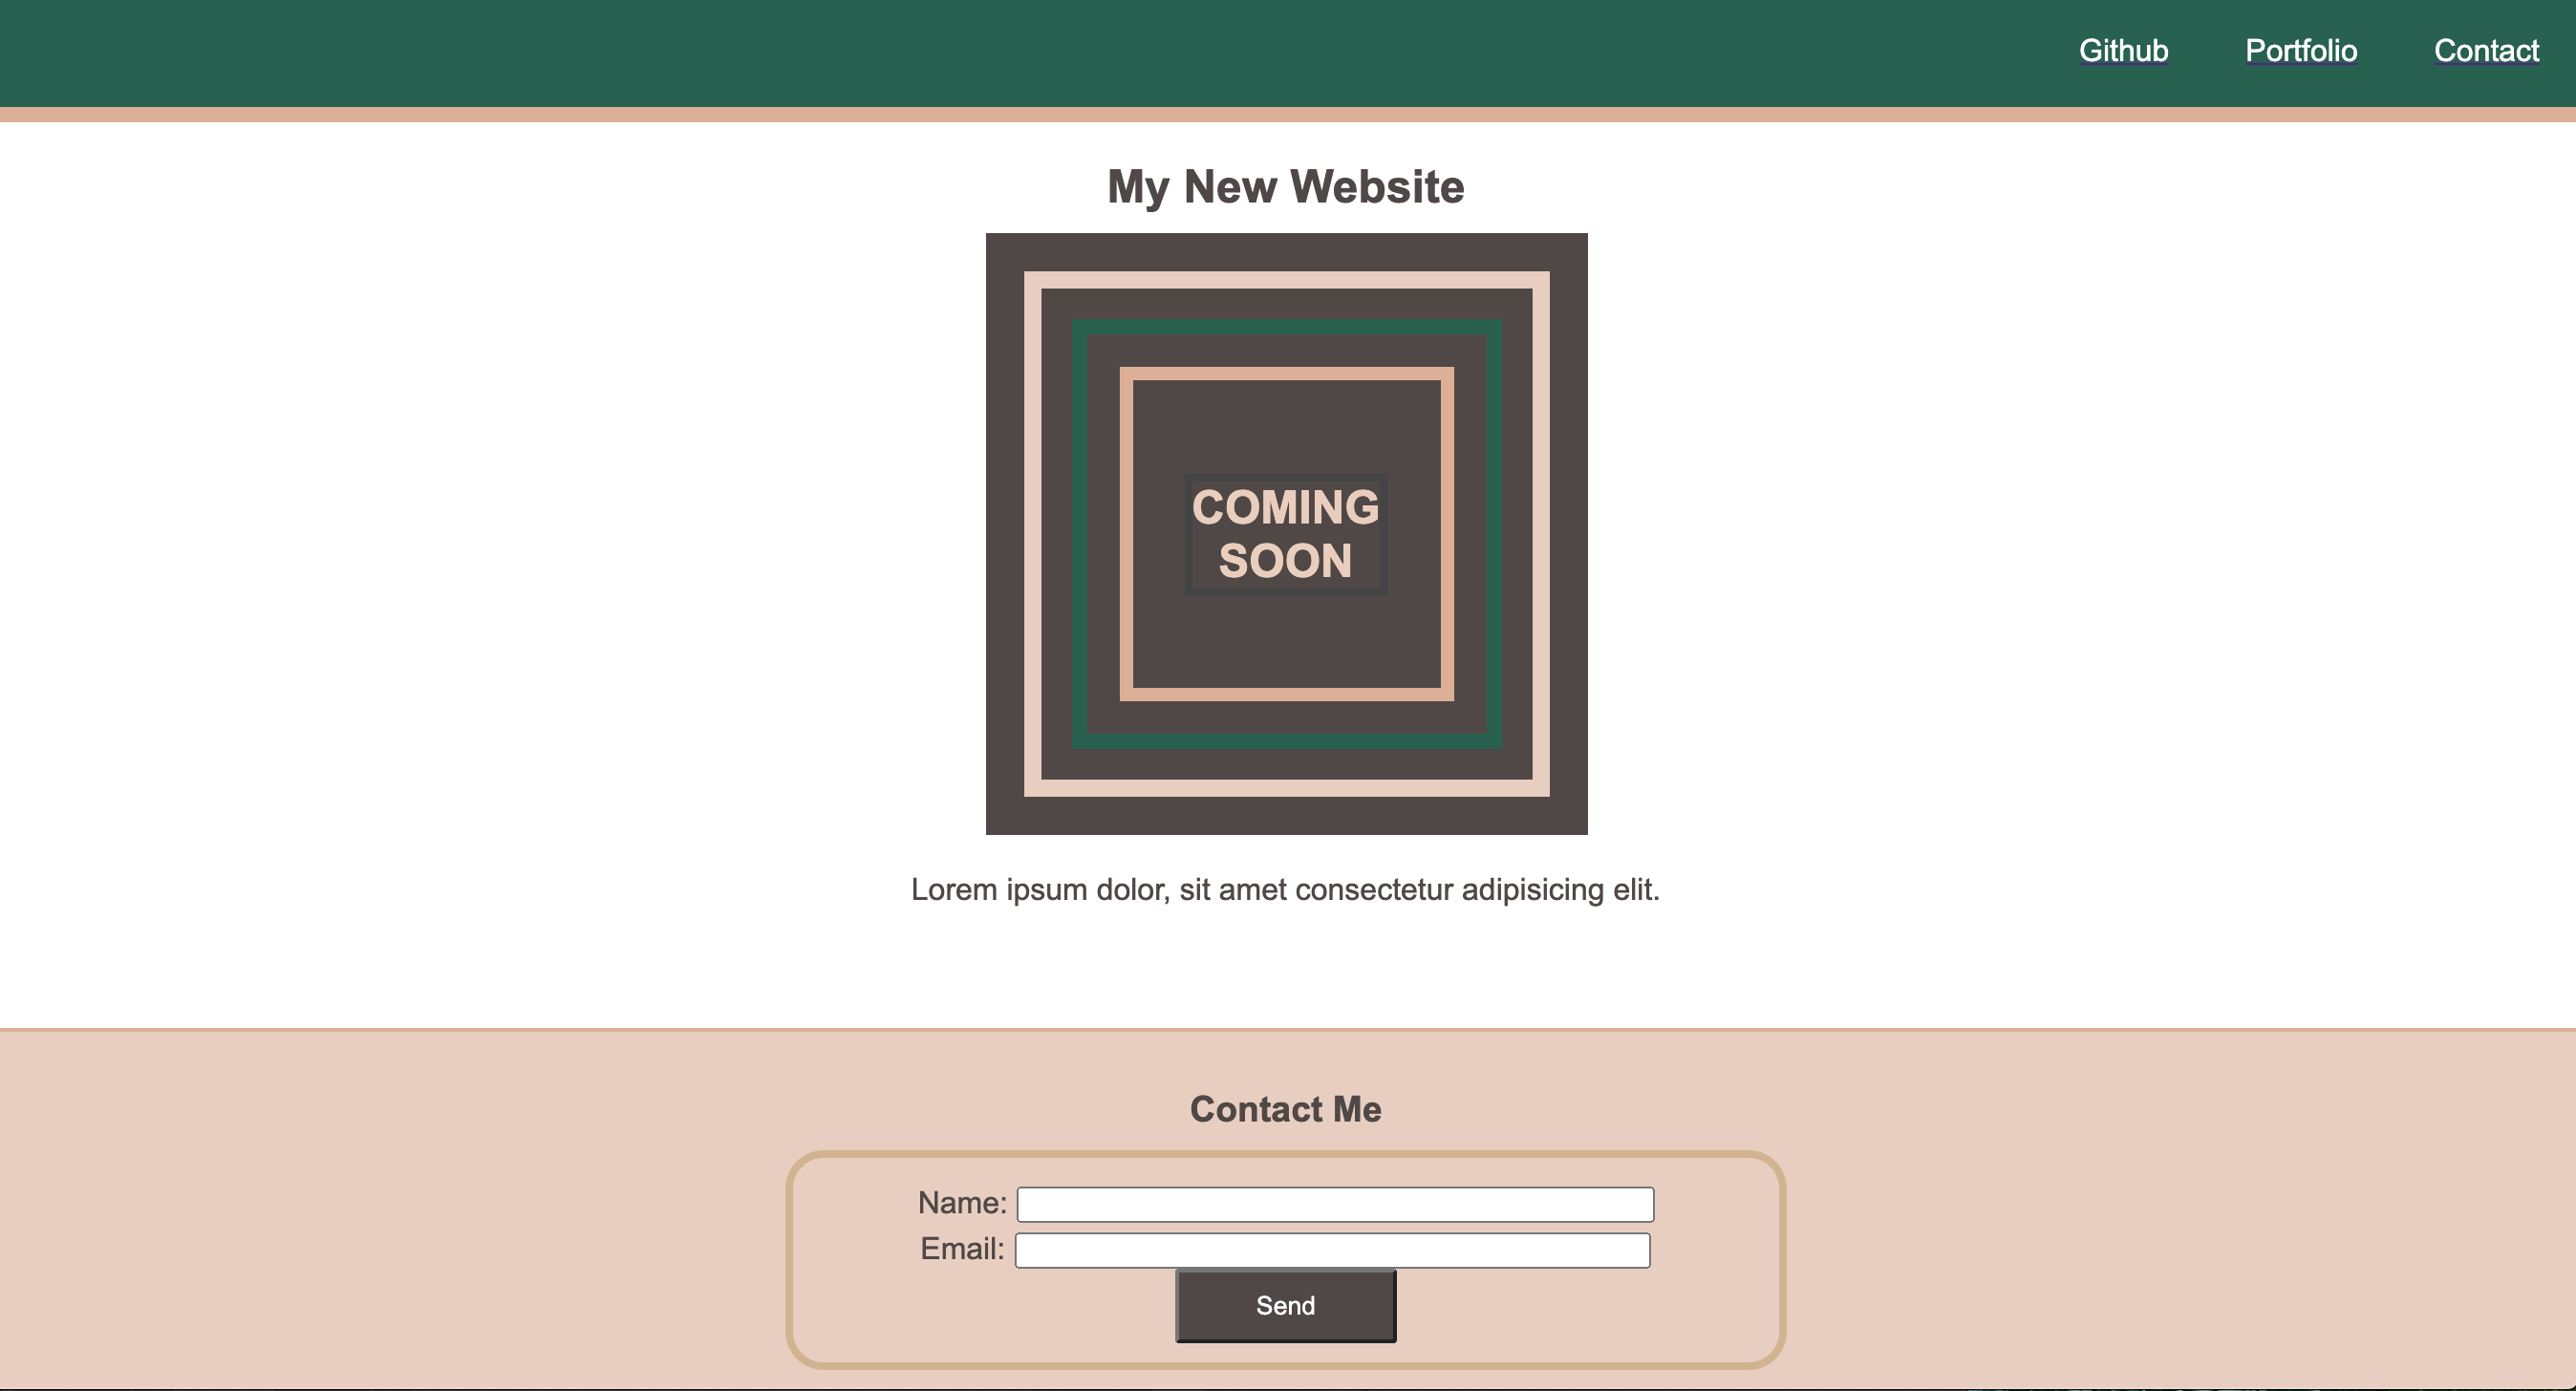 Github Portfolio Contact
My New Website
COMING
SOON
Lorem ipsum dolor, sit amet consectetur adipisicing elit.
Contact Me
Name:
Email:
Send